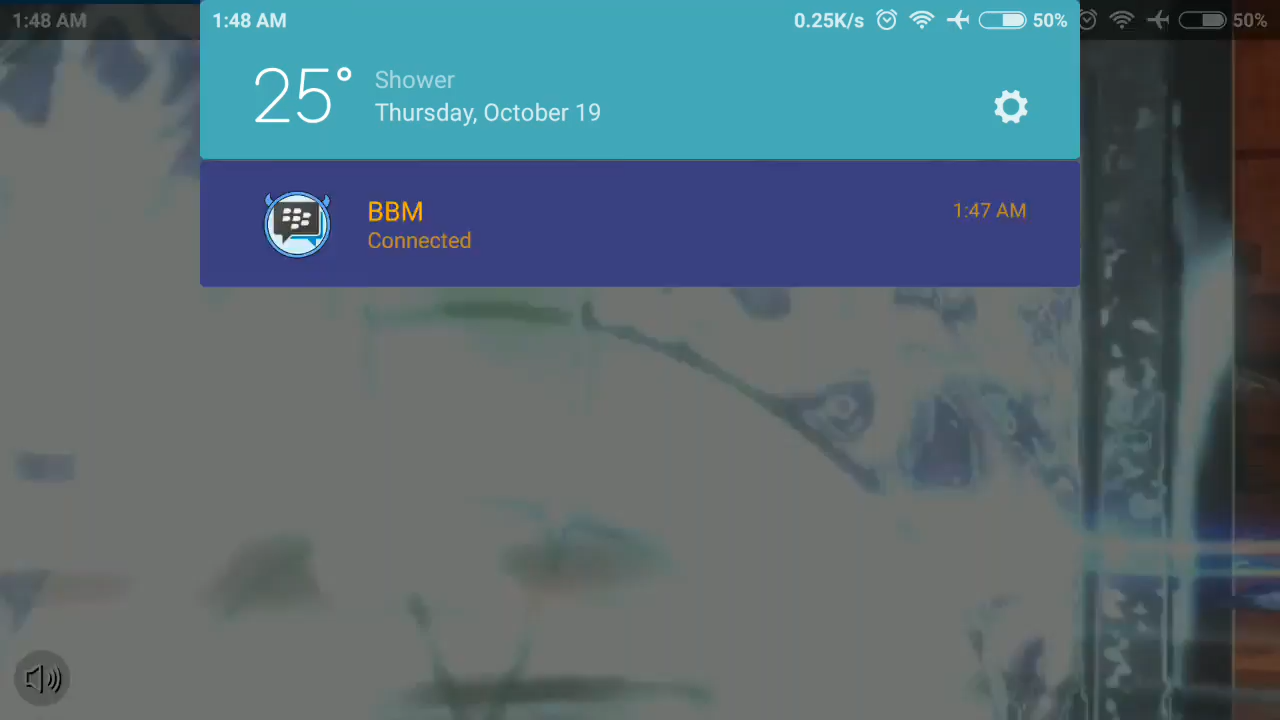 1:48 AM
1:48 AM 0.25K/s 50%
50%
25° Shower
Thursday, October 19
BBM 1:47 AM
Connected